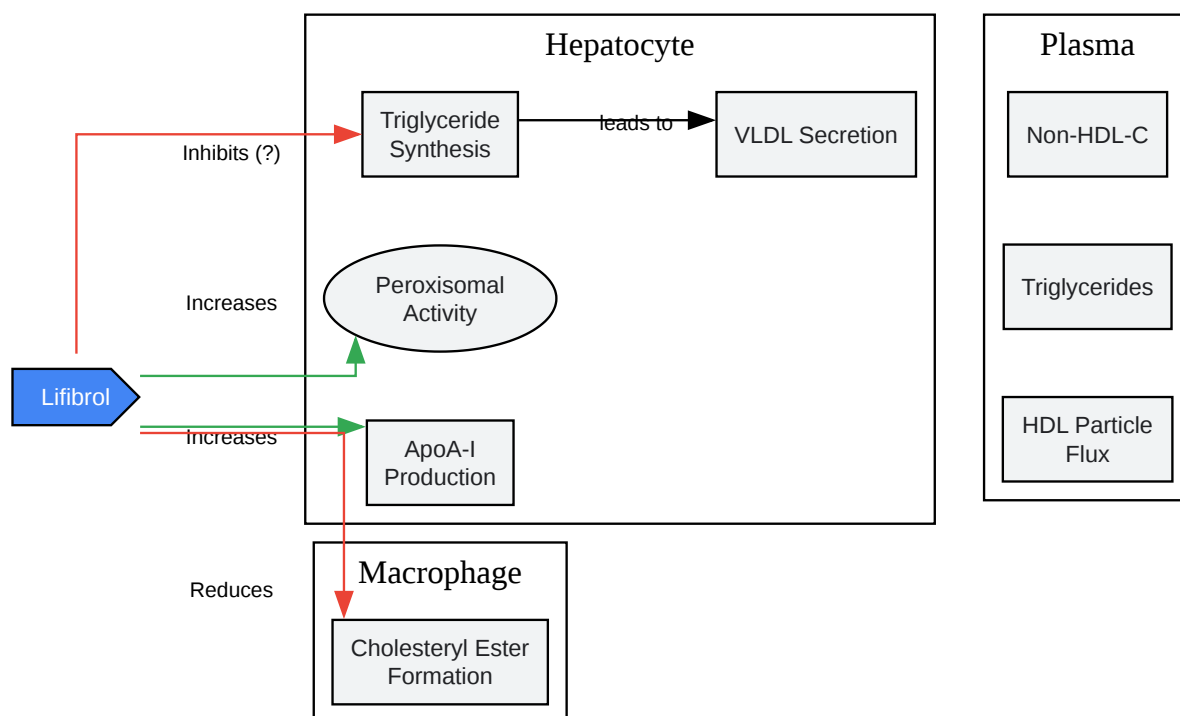 Hepatocyte
Plasma
Triglyceride
Synthesis
leads to
VLDL Secretion
Non-HDL-C
Inhibits (?)
Peroxisomal
Activity
Increases
Triglycerides
Lifibrol
Increases
ApoA-I
Production
HDL Particle
Flux
Macrophage
Reduces
Cholesteryl Ester
Formation